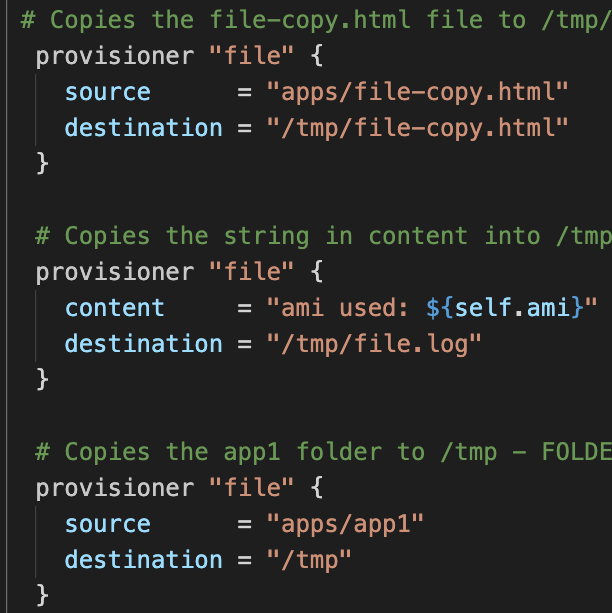 # Copies the file-copy.html file to /tmp/
provisioner "file" {
source = "apps/file-copy.html"
destination = "/tmp/file-copy.html"
}
# Copies the string in content into /tmp
provisioner "file" {
content = "ami used: ${self.ami}"
destination = "/tmp/file.log"
}
# Copies the app1 folder to /tmp - FOLDE
provisioner "file" {
source = "apps/app1"
destination = "/tmp"
}